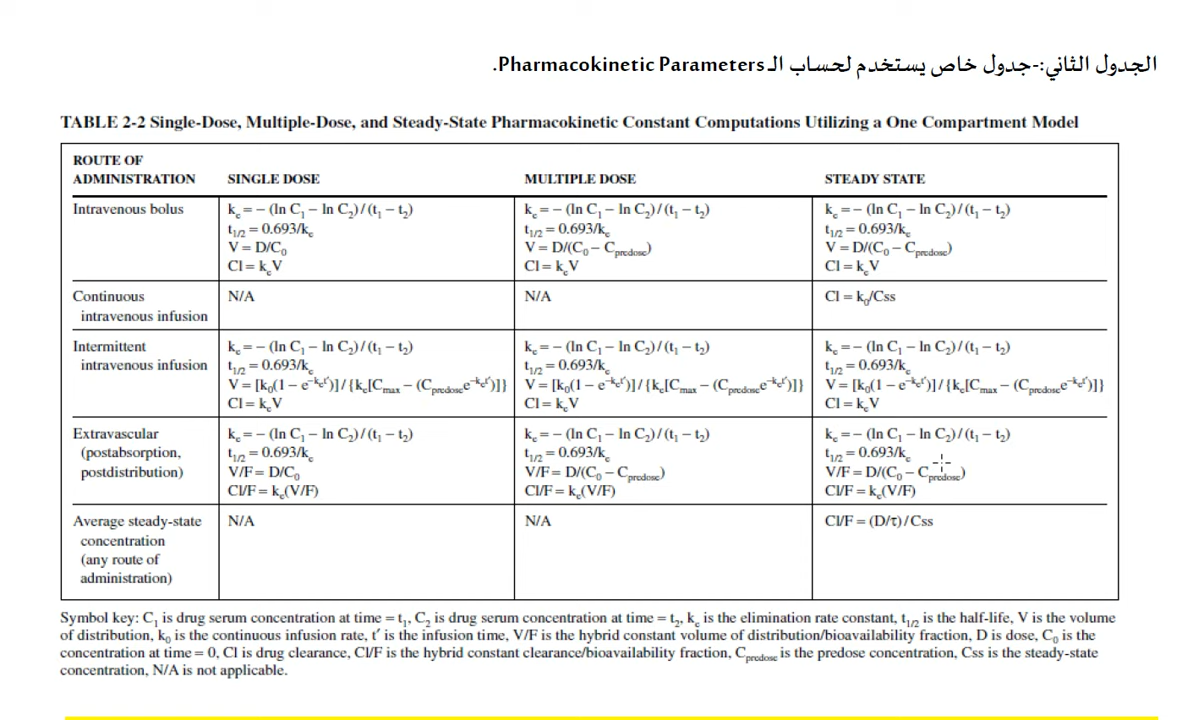 الجدول الثاني:-جدول خاص يستخدم لحساب الـ Pharmacokinetic Parameters.
TABLE 2-2 Single-Dose, Multiple-Dose, and Steady-State Pharmacokinetic Constant Computations Utilizing a One Compartment Model
ROUTE OF
ADMINISTRATION SINGLE DOSE MULTIPLE DOSE STEADY STATE
Intravenous bolus kₑ = – (ln C₁ – ln C₂)/(t₁ – t₂) kₑ = – (ln C₁ – ln C₂)/(t₁ – t₂) kₑ = – (ln C₁ – ln C₂)/(t₁ – t₂)
t₁/₂ = 0.693/kₑ t₁/₂ = 0.693/kₑ t₁/₂ = 0.693/kₑ
V = D/C₀ V = D/(C₀ – Cpredose) V = D/(C₀ – Cpredose)
Cl = kₑV Cl = kₑV Cl = kₑV
Continuous N/A N/A Cl = k₀/Css
intravenous infusion
Intermittent kₑ = – (ln C₁ – ln C₂)/(t₁ – t₂) kₑ = – (ln C₁ – ln C₂)/(t₁ – t₂) kₑ = – (ln C₁ – ln C₂)/(t₁ – t₂)
intravenous infusion t₁/₂ = 0.693/kₑ t₁/₂ = 0.693/kₑ t₁/₂ = 0.693/kₑ
V = [k₀(1 – e^–kₑt′)]/{kₑ[Cmax – (Cpredosee^–kₑt′)]} V = [k₀(1 – e^–kₑt′)]/{kₑ[Cmax – (Cpredosee^–kₑt′)]} V = [k₀(1 – e^–kₑt′)]/{kₑ[Cmax – (Cpredosee^–kₑt′)]}
Cl = kₑV Cl = kₑV Cl = kₑV
Extravascular kₑ = – (ln C₁ – ln C₂)/(t₁ – t₂) kₑ = – (ln C₁ – ln C₂)/(t₁ – t₂) kₑ = – (ln C₁ – ln C₂)/(t₁ – t₂)
(postabsorption, t₁/₂ = 0.693/kₑ t₁/₂ = 0.693/kₑ t₁/₂ = 0.693/kₑ
postdistribution) V/F = D/C₀ V/F = D/(C₀ – Cpredose) V/F = D/(C₀ – Cpredose)
Cl/F = kₑ(V/F) Cl/F = kₑ(V/F) Cl/F = kₑ(V/F)
Average steady-state N/A N/A Cl/F = (D/τ)/Css
concentration
(any route of
administration)
Symbol key: C₁ is drug serum concentration at time = t₁, C₂ is drug serum concentration at time = t₂, kₑ is the elimination rate constant, t₁/₂ is the half-life, V is the volume
of distribution, k₀ is the continuous infusion rate, t′ is the infusion time, V/F is the hybrid constant volume of distribution/bioavailability fraction, D is dose, C₀ is the
concentration at time = 0, Cl is drug clearance, Cl/F is the hybrid constant clearance/bioavailability fraction, Cpredose is the predose concentration, Css is the steady-state
concentration, N/A is not applicable.